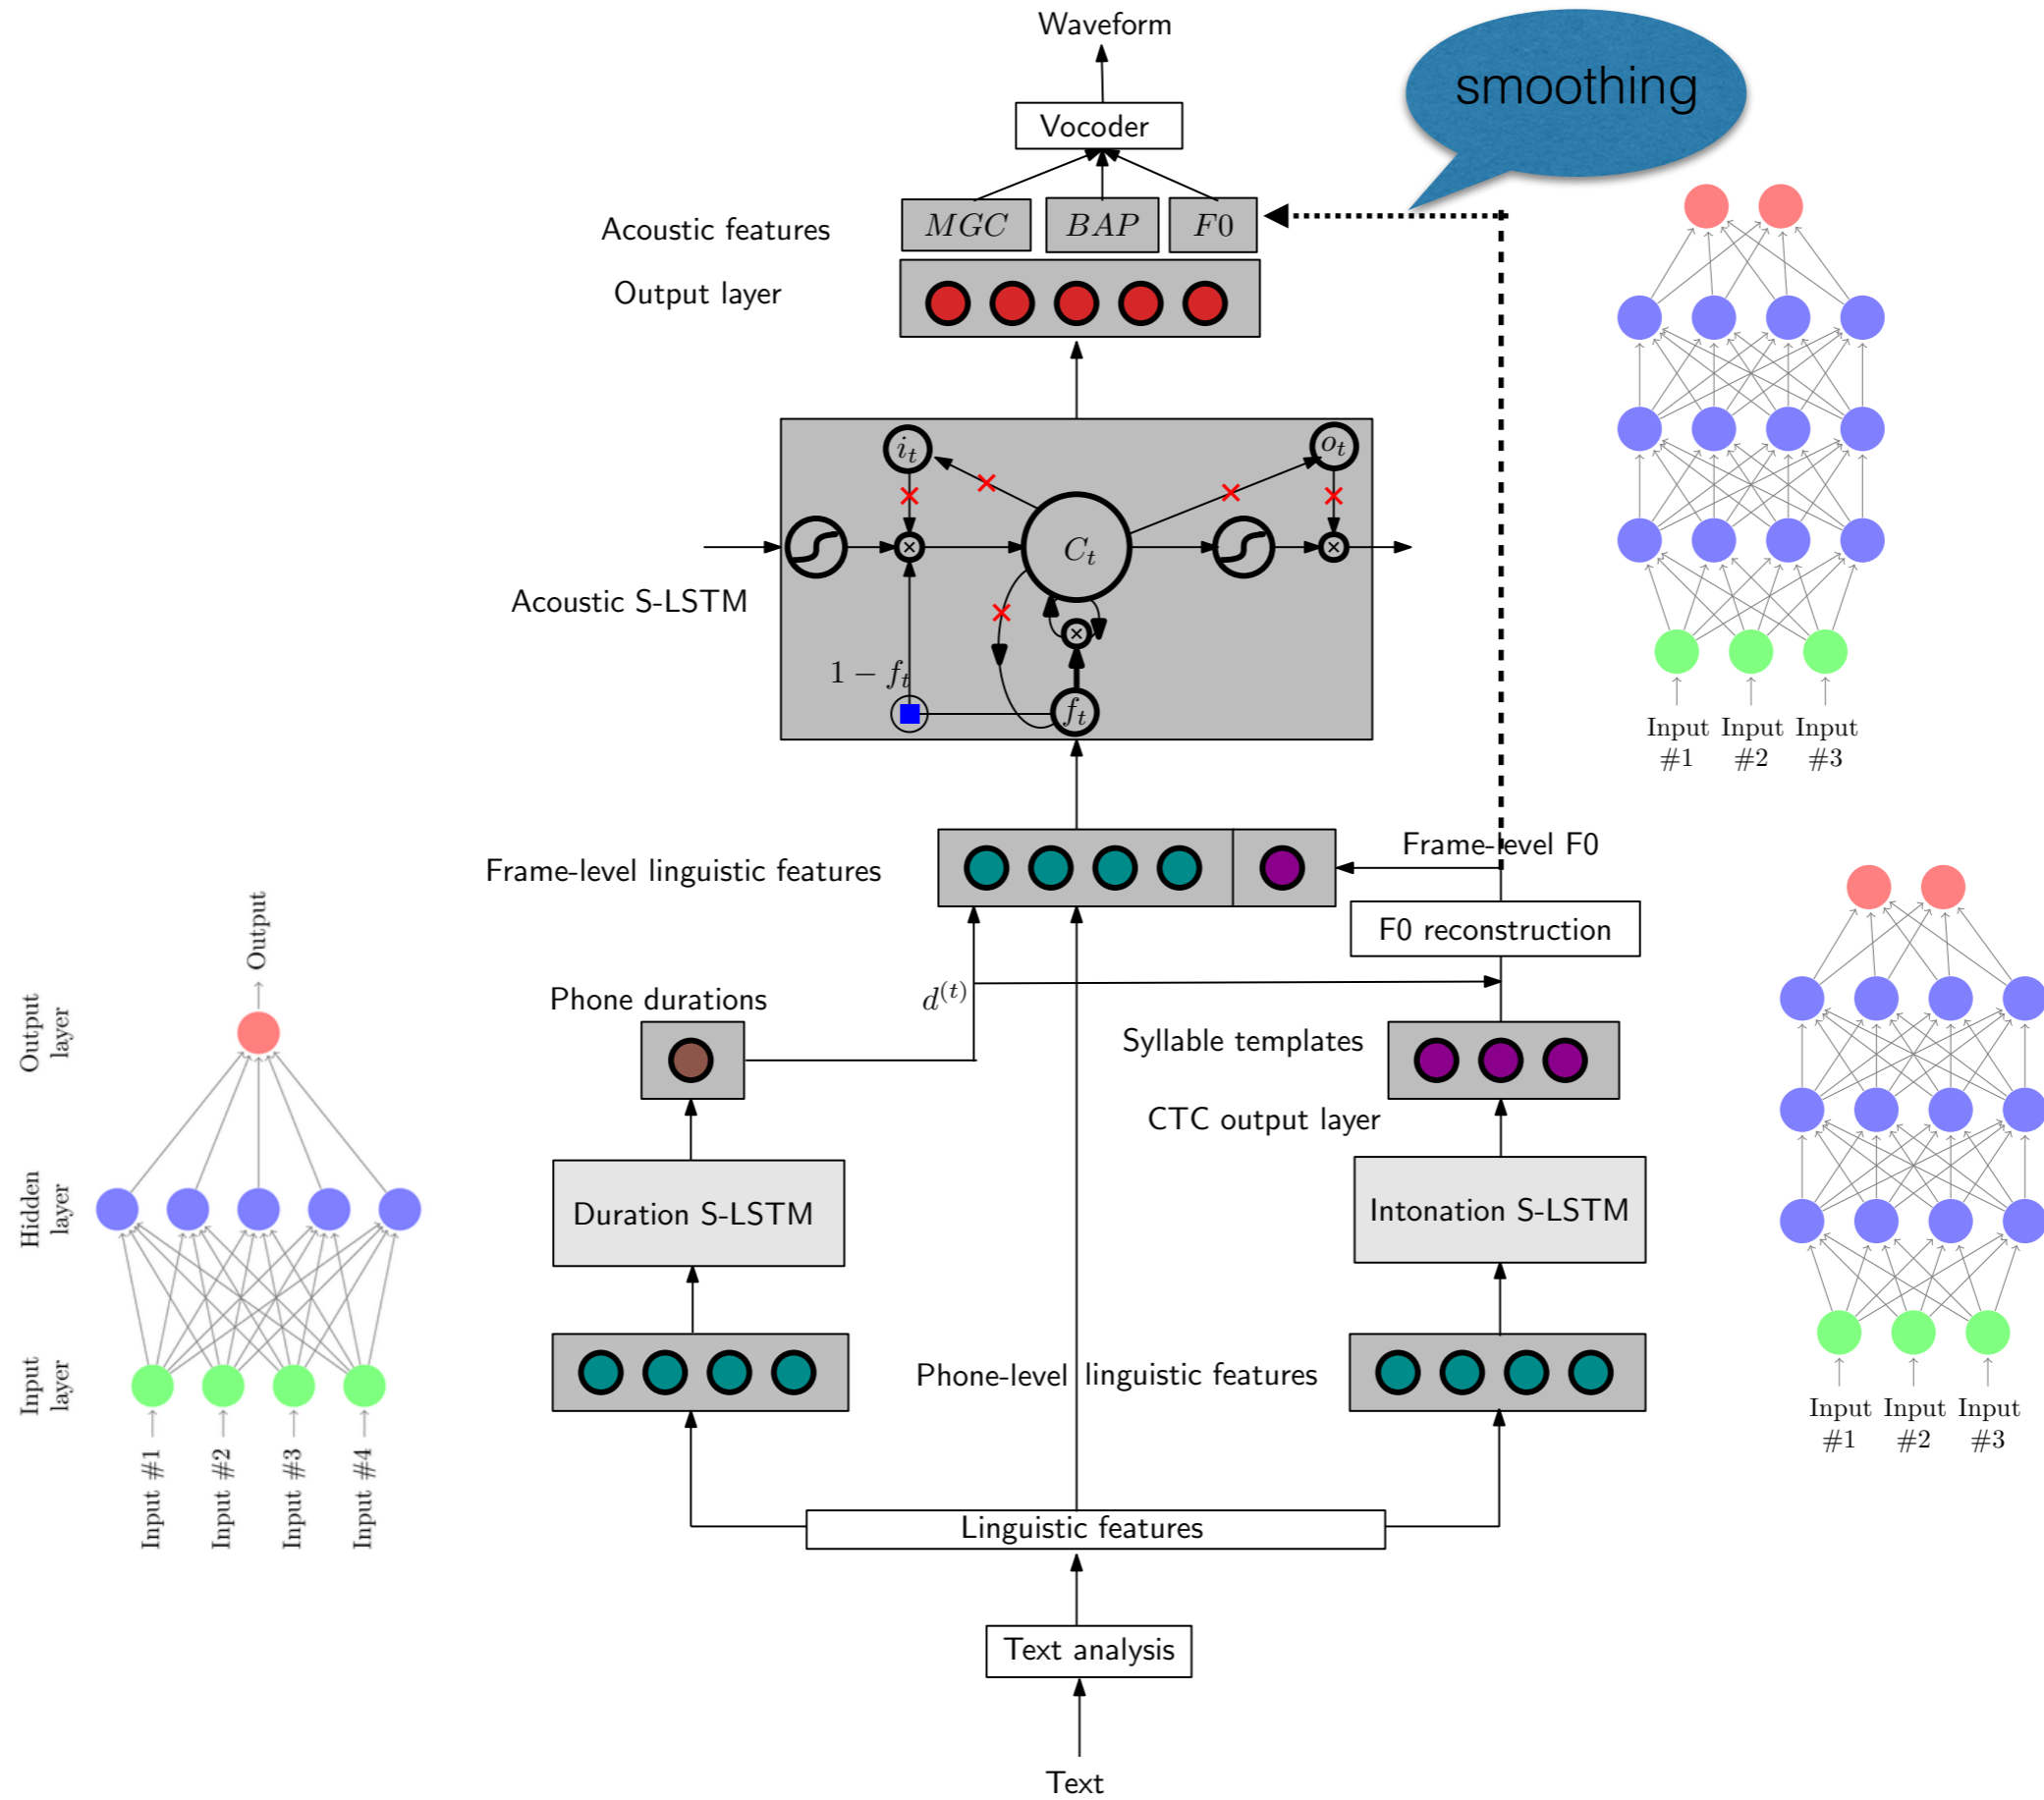 Waveform
smoothing
Vocoder
Acoustic features
MGC
BAP
F0
Output layer
i_t
o_t
C_t
Acoustic S-LSTM
1 − f_t
f_t
Input #1
Input #2
Input #3
Frame-level F0
Frame-level linguistic features
F0 reconstruction
Phone durations
d^{(t)}
Syllable templates
CTC output layer
Duration S-LSTM
Intonation S-LSTM
Phone-level linguistic features
Linguistic features
Text analysis
Text
Output
Output layer
Hidden layer
Input layer
Input #1
Input #2
Input #3
Input #4
Input #1
Input #2
Input #3